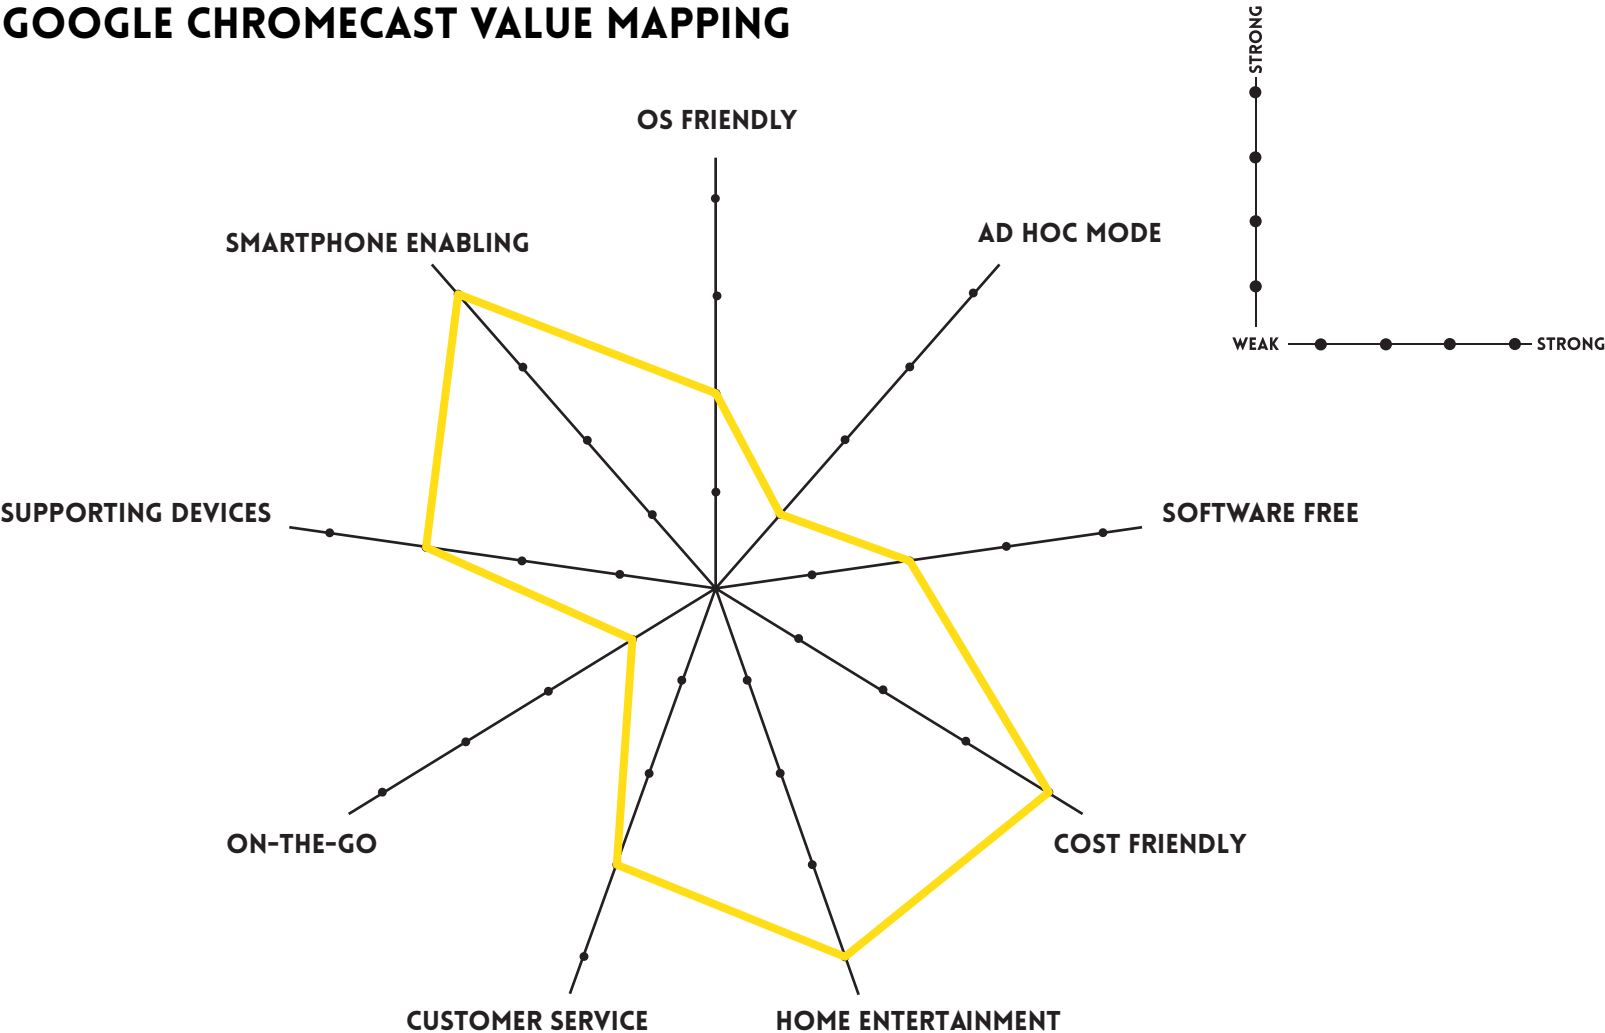 GOOGLE CHROMECAST VALUE MAPPING
STRONG
OS FRIENDLY
AD HOC MODE
SMARTPHONE ENABLING
WEAK
STRONG
SUPPORTING DEVICES
SOFTWARE FREE
ON-THE-GO
COST FRIENDLY
CUSTOMER SERVICE
HOME ENTERTAINMENT